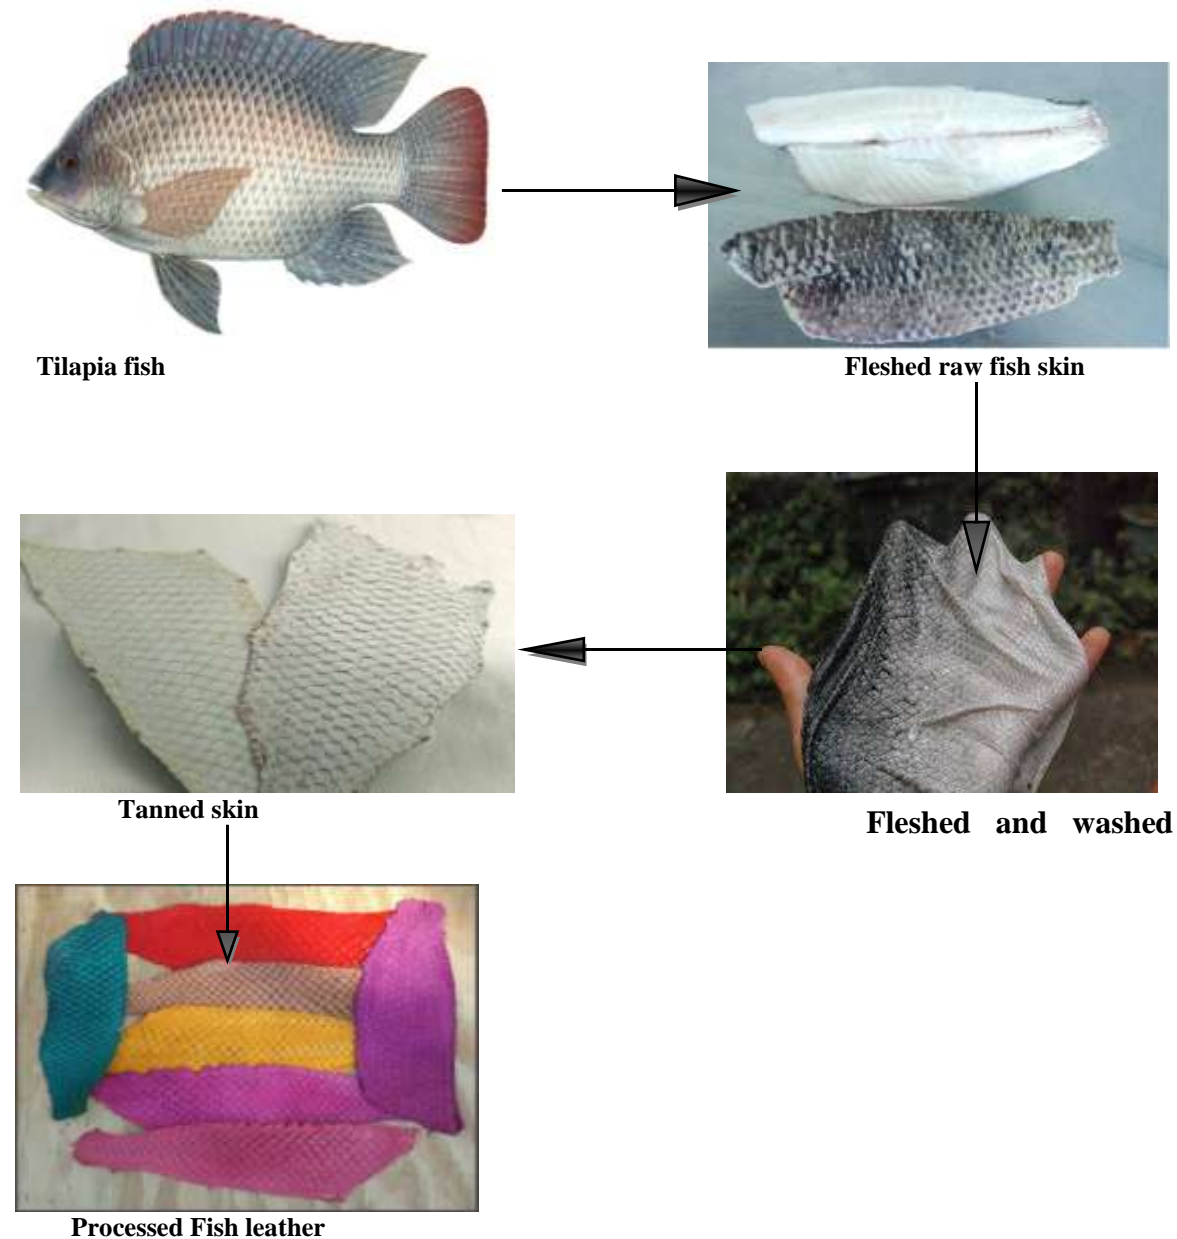 Tilapia fish
Fleshed raw fish skin
Tanned skin
Fleshed and washed
Processed Fish leather